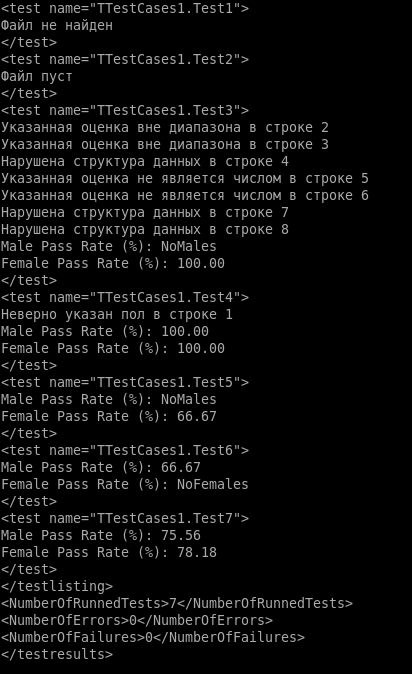 <test name="TTestCases1.Test1">
Файл не найден
</test>
<test name="TTestCases1.Test2">
Файл пуст
</test>
<test name="TTestCases1.Test3">
Указанная оценка вне диапазона в строке 2
Указанная оценка вне диапазона в строке 3
Нарушена структура данных в строке 4
Указанная оценка не является числом в строке 5
Указанная оценка не является числом в строке 6
Нарушена структура данных в строке 7
Нарушена структура данных в строке 8
Male Pass Rate (%): NoMales
Female Pass Rate (%): 100.00
</test>
<test name="TTestCases1.Test4">
Неверно указан пол в строке 1
Male Pass Rate (%): 100.00
Female Pass Rate (%): 100.00
</test>
<test name="TTestCases1.Test5">
Male Pass Rate (%): NoMales
Female Pass Rate (%): 66.67
</test>
<test name="TTestCases1.Test6">
Male Pass Rate (%): 66.67
Female Pass Rate (%): NoFemales
</test>
<test name="TTestCases1.Test7">
Male Pass Rate (%): 75.56
Female Pass Rate (%): 78.18
</test>
</testlisting>
<NumberOfRunnedTests>7</NumberOfRunnedTests>
<NumberOfErrors>0</NumberOfErrors>
<NumberOfFailures>0</NumberOfFailures>
</testresults>